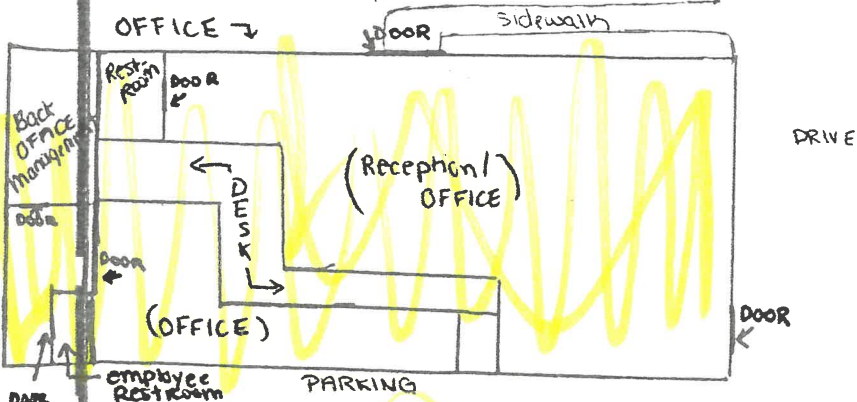 OFFICE
DOOR
sidewalk
Rest-
Room
DOOR
Back
OFFICE
Management
(Reception/
OFFICE)
DRIVE
DESK
DOOR
DOOR
(OFFICE)
DOOR
employee
RestRoom
PARKING
DOOR